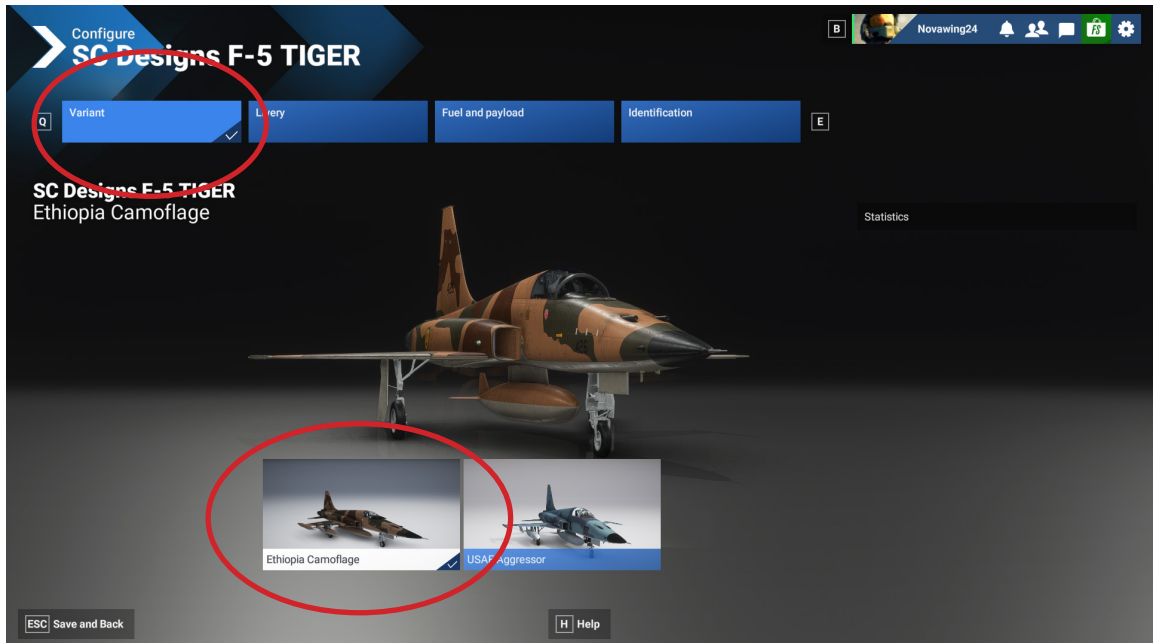 Configure
SC Designs F-5 TIGER
B
Novawing24
FS
Q
Variant
Livery
Fuel and payload
Identification
E
SC Designs F-5 TIGER
Ethiopia Camoflage
Statistics
Ethiopia Camoflage
USAF Aggressor
ESC Save and Back
H Help